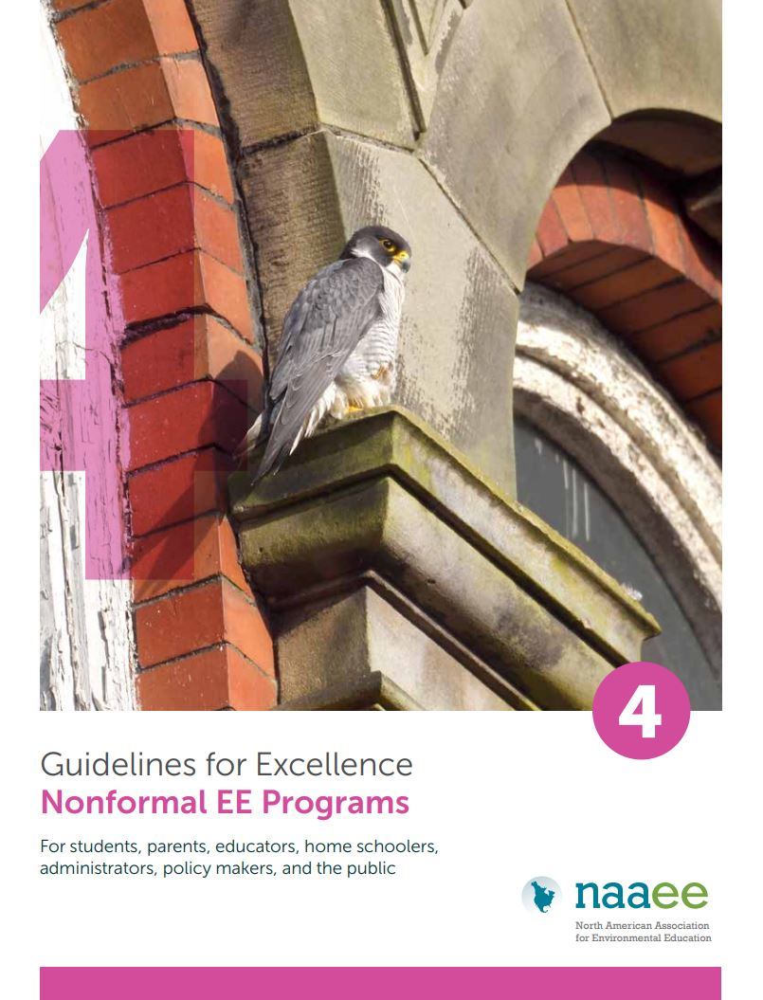 4
4
Guidelines for Excellence
Nonformal EE Programs
For students, parents, educators, home schoolers,
administrators, policy makers, and the public
naaee
North American Association
for Environmental Education